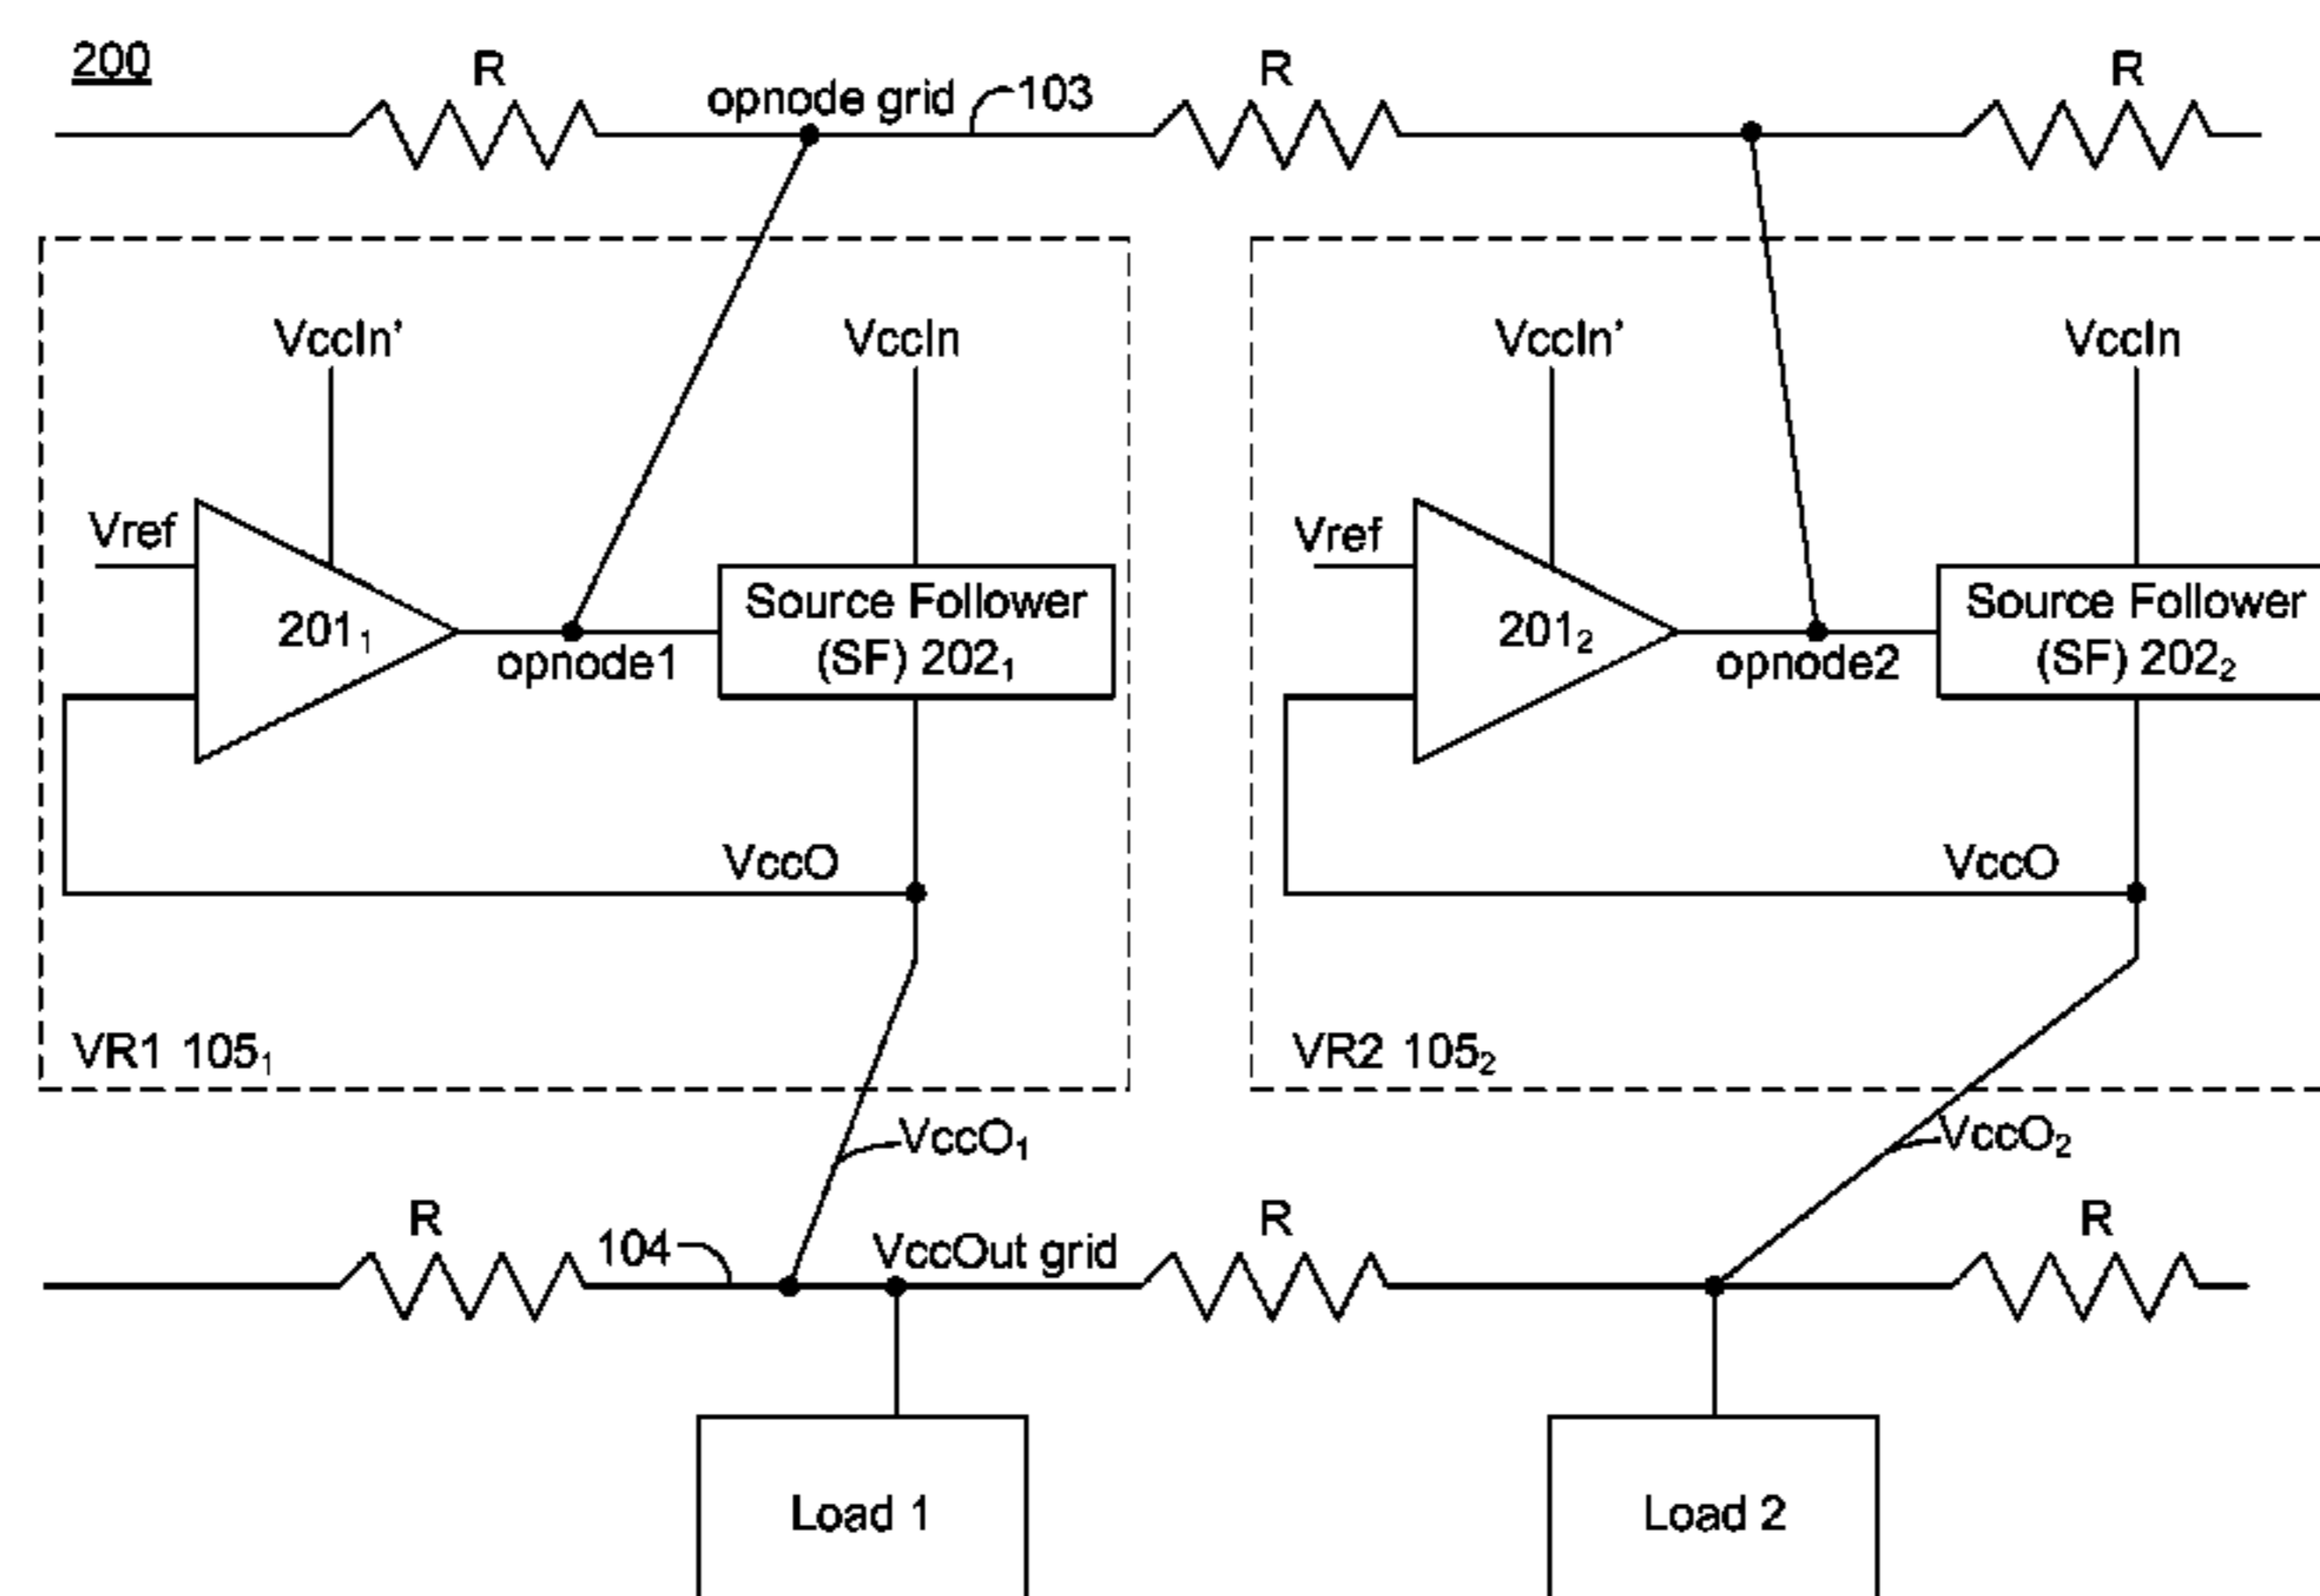 200
R
opnode grid
103
R
R
VccIn'
VccIn
VccIn'
VccIn
Vref
201₁
opnode1
Source Follower
(SF) 202₁
Vref
201₂
opnode2
Source Follower
(SF) 202₂
VccO
VccO
VR1 105₁
VR2 105₂
VccO₁
VccO₂
R
104
VccOut grid
R
R
Load 1
Load 2